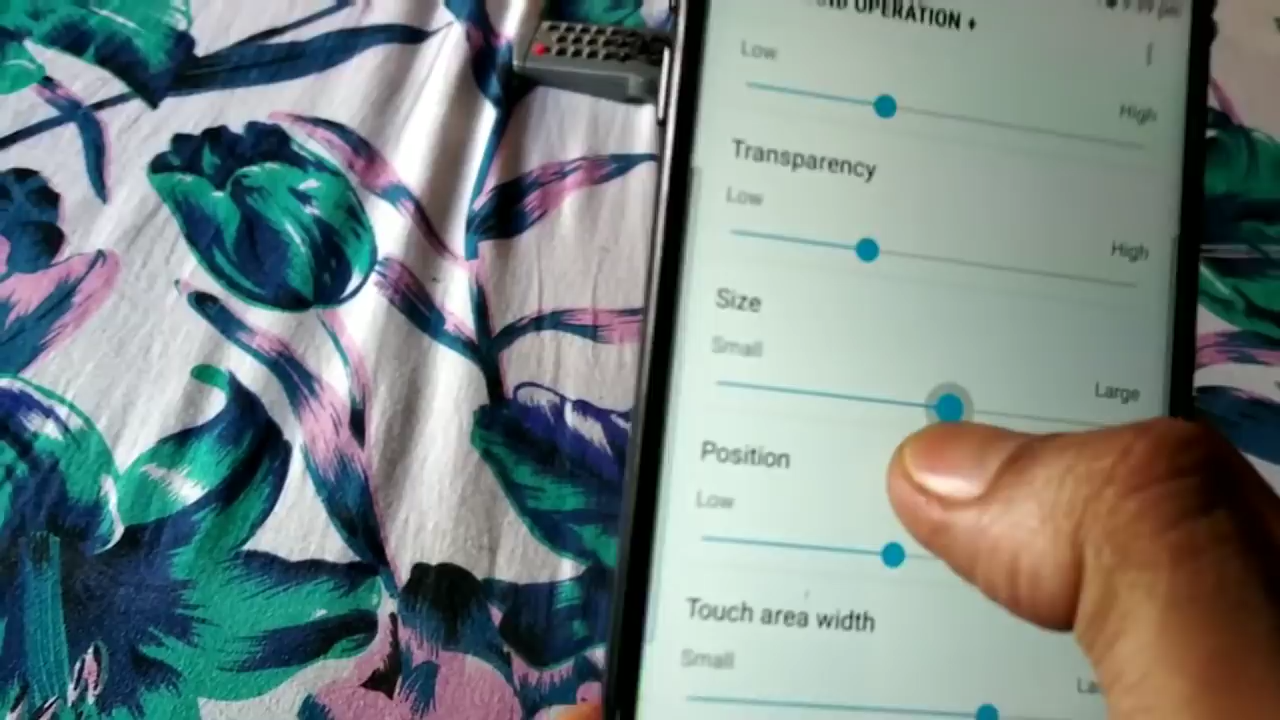 OPERATION +
Low
High
Transparency
Low
High
Size
Small
Large
Position
Low
Touch area width
Small